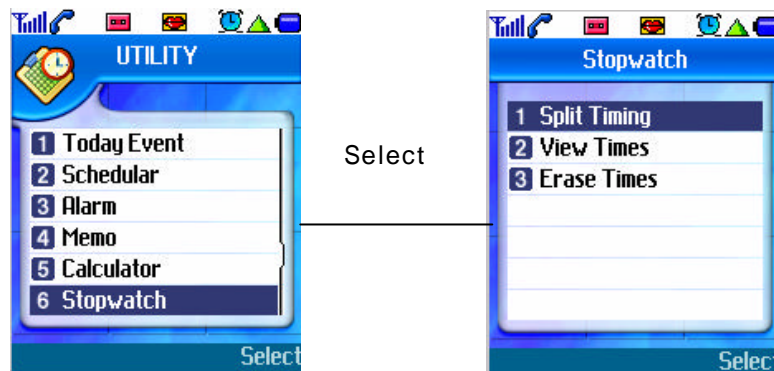 UTILITY
1 Today Event
2 Schedular
3 Alarm
4 Memo
5 Calculator
6 Stopwatch
Select
Select
Stopwatch
1 Split Timing
2 View Times
3 Erase Times
Select